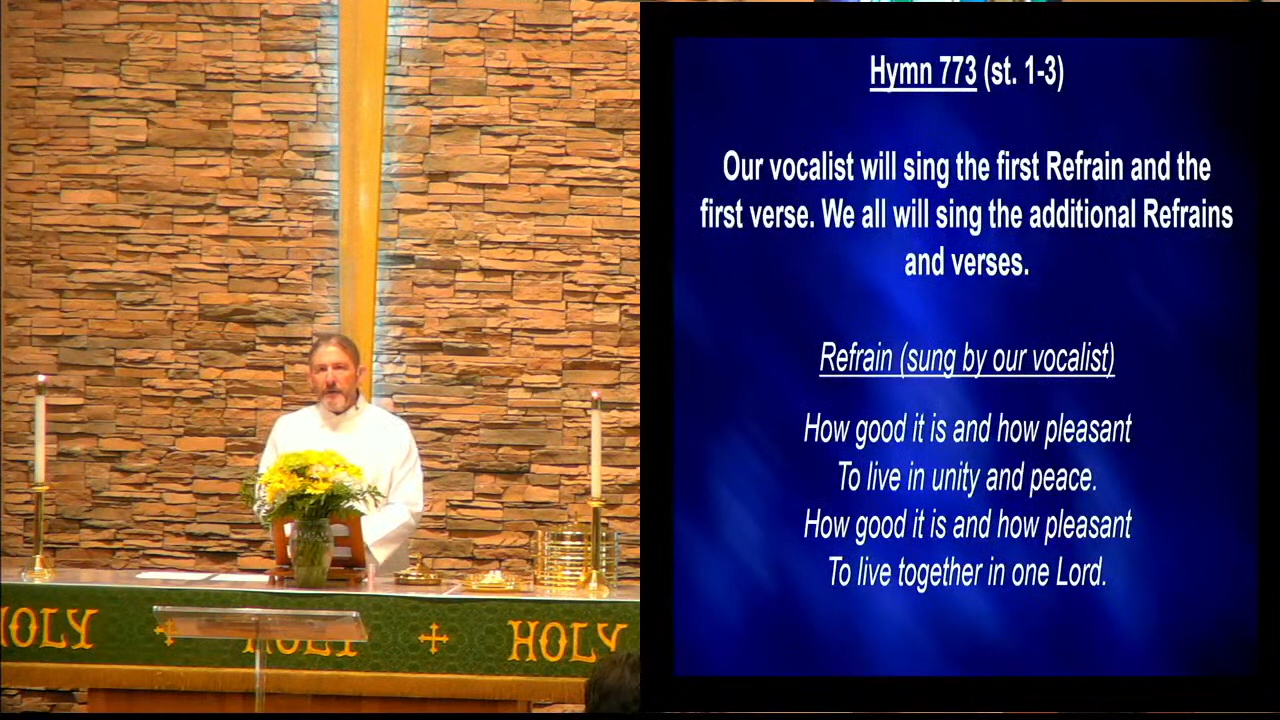 HOLY HOLY HOLY
Hymn 773 (st. 1-3)
Our vocalist will sing the first Refrain and the
first verse. We all will sing the additional Refrains
and verses.
Refrain (sung by our vocalist)
How good it is and how pleasant
To live in unity and peace.
How good it is and how pleasant
To live together in one Lord.